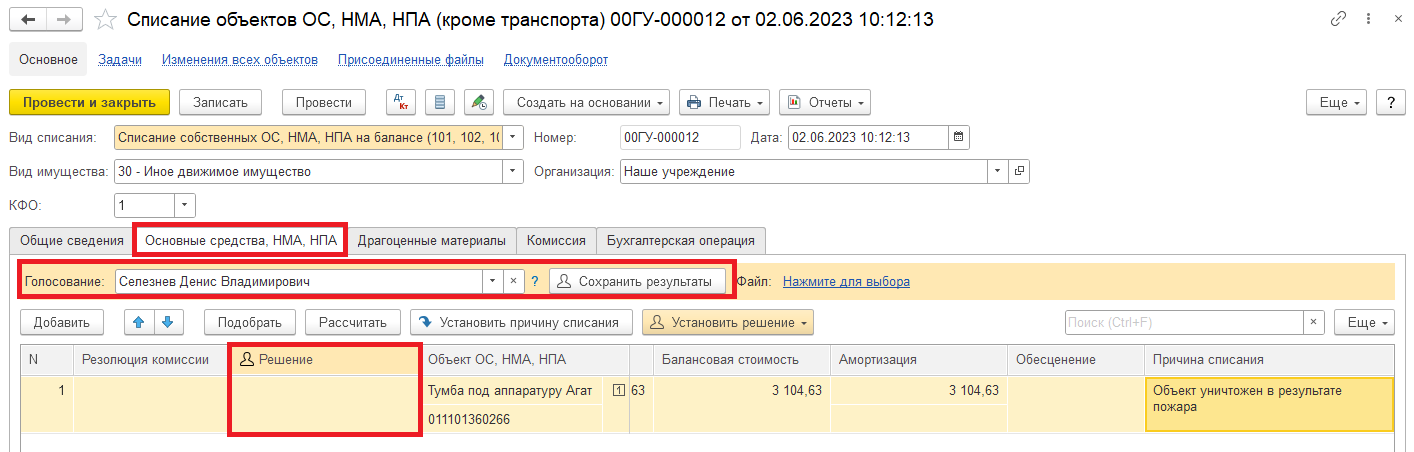 Списание объектов ОС, НМА, НПА (кроме транспорта) 00ГУ-000012 от 02.06.2023 10:12:13
Основное Задачи Изменения всех объектов Присоединенные файлы Документооборот
Провести и закрыть Записать Провести Дт Кт Создать на основании Печать Отчеты Еще ?
Вид списания: Списание собственных ОС, НМА, НПА на балансе (101, 102, 10 Номер: 00ГУ-000012 Дата: 02.06.2023 10:12:13
Вид имущества: 30 - Иное движимое имущество Организация: Наше учреждение
КФО: 1
Общие сведения Основные средства, НМА, НПА Драгоценные материалы Комиссия Бухгалтерская операция
Голосование: Селезнев Денис Владимирович ? Сохранить результаты Файл: Нажмите для выбора
Добавить Подобрать Рассчитать Установить причину списания Установить решение Поиск (Ctrl+F) × Еще
N Резолюция комиссии Решение Объект ОС, НМА, НПА Балансовая стоимость Амортизация Обесценение Причина списания
1 Тумба под аппаратуру Агат 1 63 3 104,63 3 104,63 Объект уничтожен в результате
пожара
011101360266